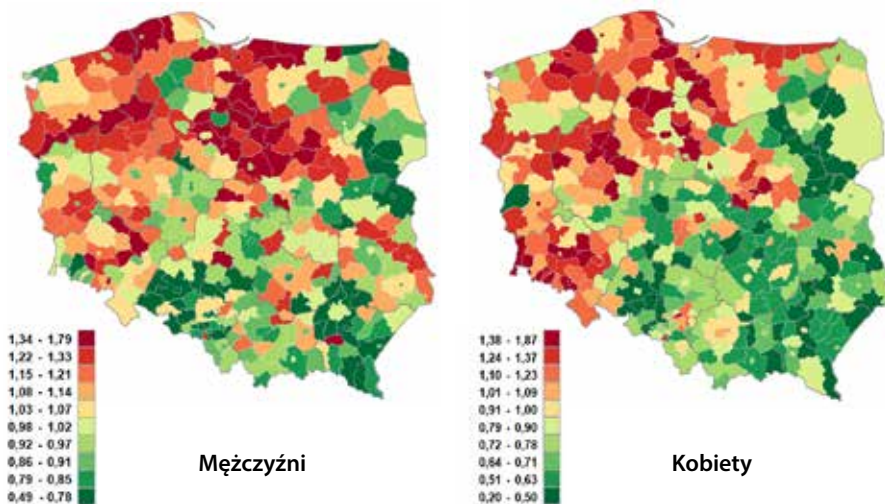 1,34 - 1,79
1,22 - 1,33
1,15 - 1,21
1,08 - 1,14
1,03 - 1,07
0,98 - 1,02
0,92 - 0,97
0,86 - 0,91
0,79 - 0,85
0,49 - 0,78
Mężczyźni
1,38 - 1,87
1,24 - 1,37
1,10 - 1,23
1,01 - 1,09
0,91 - 1,00
0,79 - 0,90
0,72 - 0,78
0,64 - 0,71
0,51 - 0,63
0,20 - 0,50
Kobiety